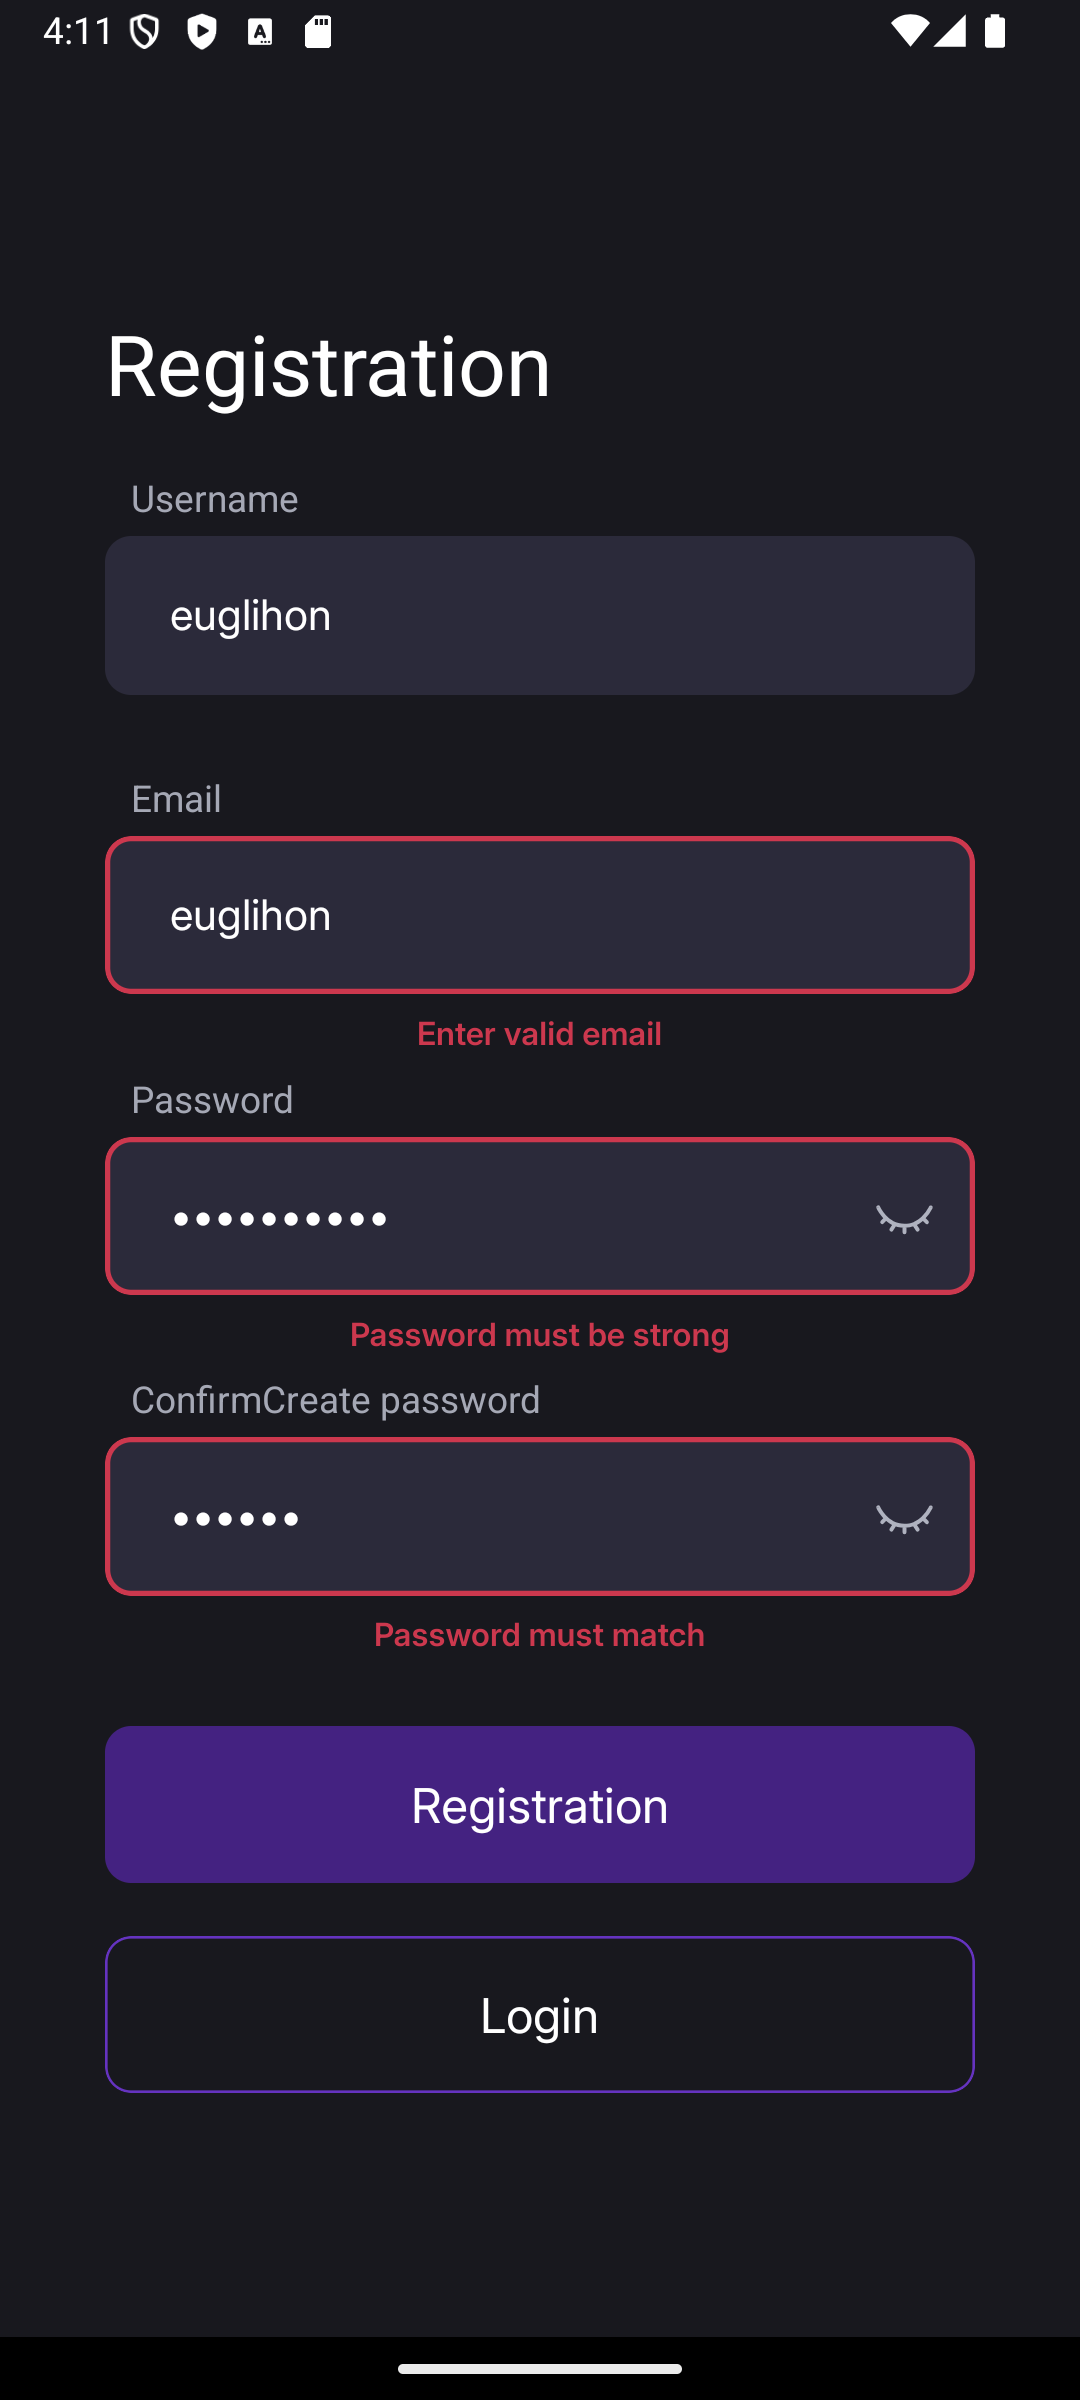 4:11
Registration
Username
euglihon
Email
euglihon
Enter valid email
Password
••••••••••
Password must be strong
ConfirmCreate password
••••••
Password must match
Registration
Login